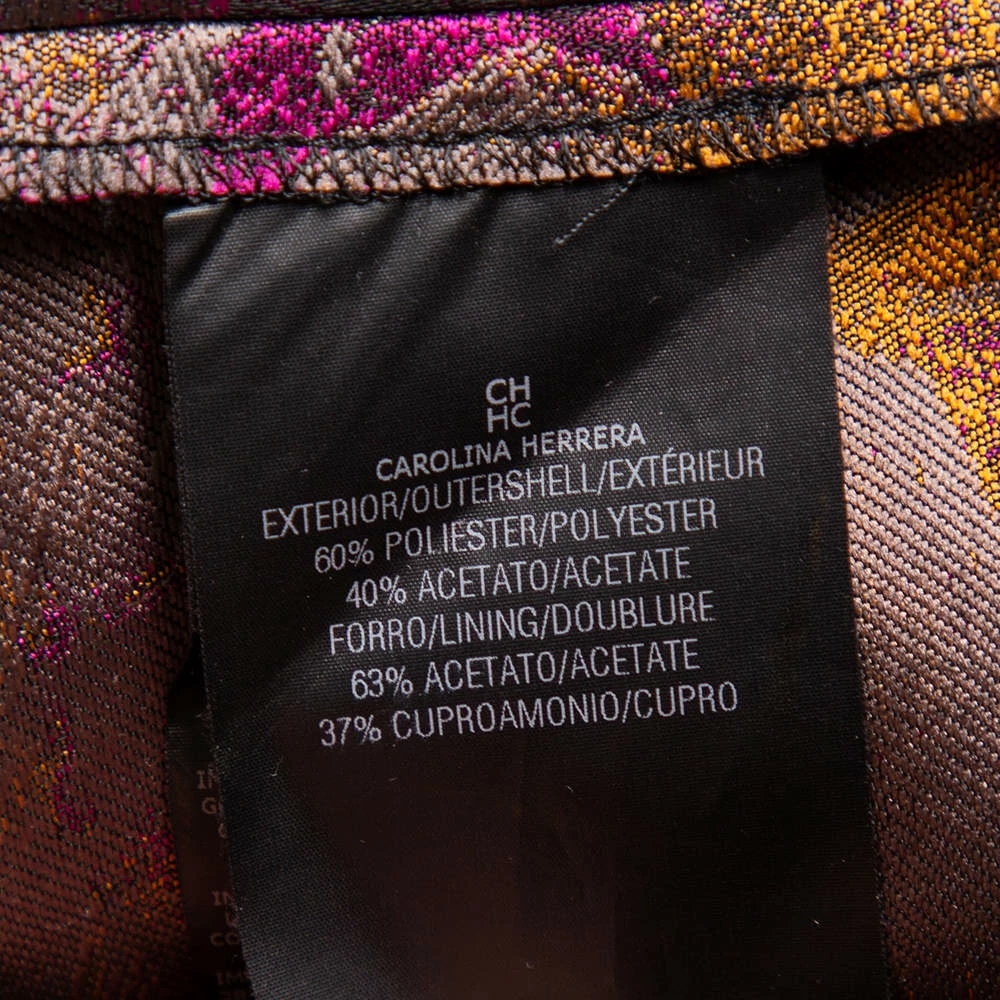 CH
HC
CAROLINA HERRERA
EXTERIOR/OUTERSHELL/EXTÉRIEUR
60% POLIESTER/POLYESTER
40% ACETATO/ACETATE
FORRO/LINING/DOUBLURE
63% ACETATO/ACETATE
37% CUPROAMONIO/CUPRO